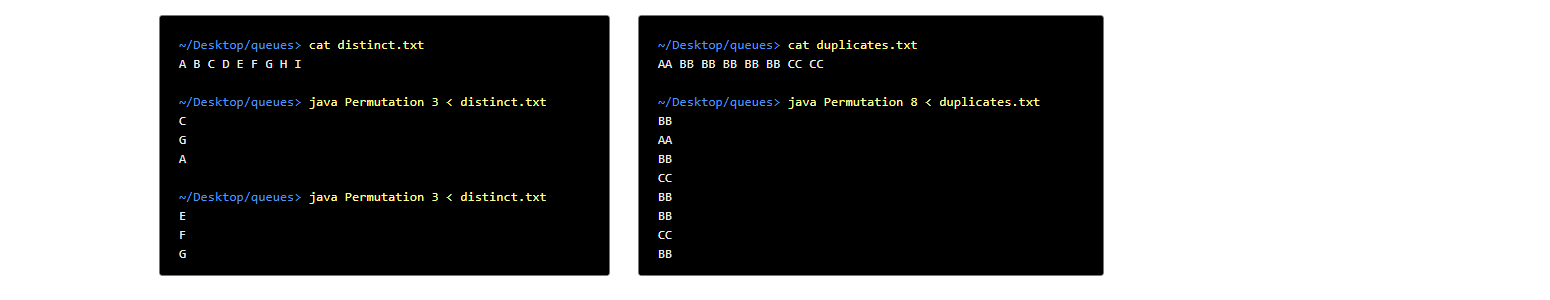 ~/Desktop/queues> cat distinct.txt
A B C D E F G H I
~/Desktop/queues> java Permutation 3 < distinct.txt
C
G
A
~/Desktop/queues> java Permutation 3 < distinct.txt
E
F
G
~/Desktop/queues> cat duplicates.txt
AA BB BB BB BB BB CC CC
~/Desktop/queues> java Permutation 8 < duplicates.txt
BB
AA
BB
CC
BB
BB
CC
BB